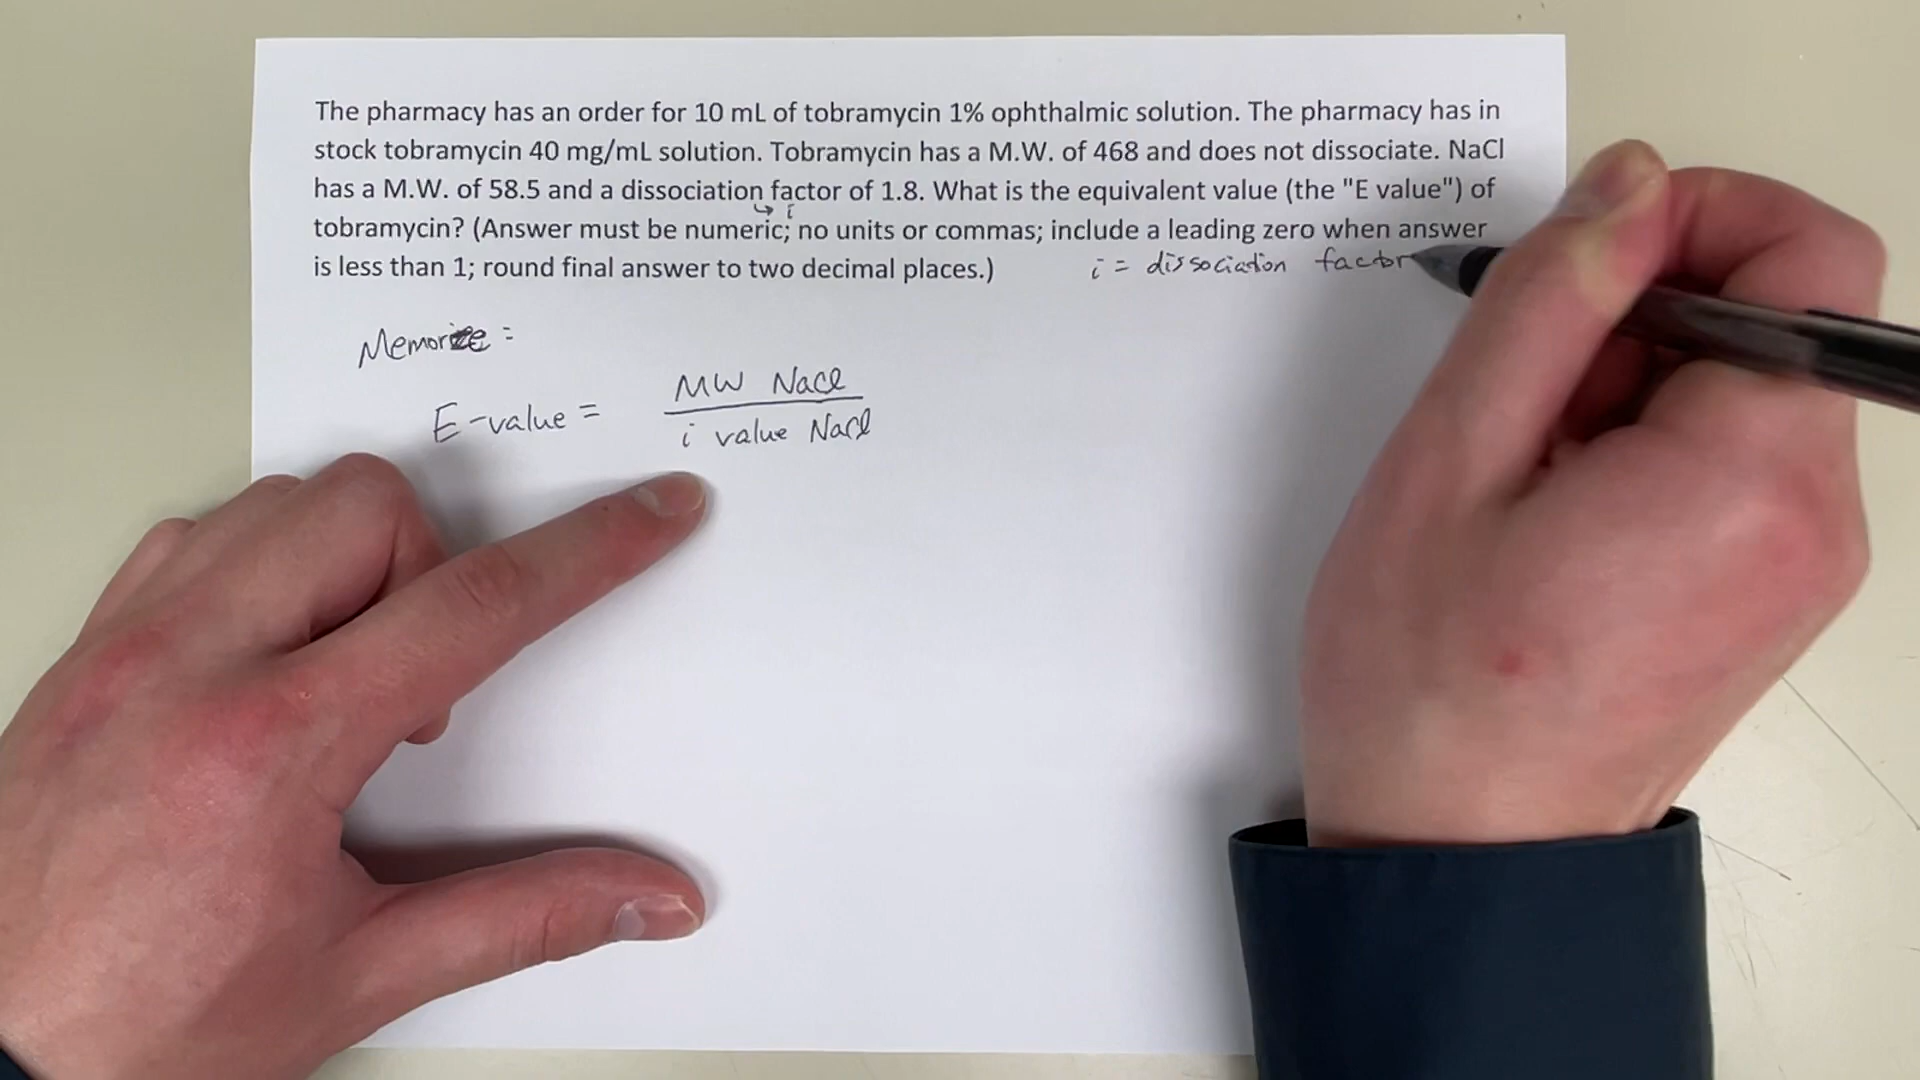 The pharmacy has an order for 10 mL of tobramycin 1% ophthalmic solution. The pharmacy has in
stock tobramycin 40 mg/mL solution. Tobramycin has a M.W. of 468 and does not dissociate. NaCl
has a M.W. of 58.5 and a dissociation factor of 1.8. What is the equivalent value (the "E value") of
↳ i
tobramycin? (Answer must be numeric; no units or commas; include a leading zero when answer
is less than 1; round final answer to two decimal places.)
i = dissociation factor
Memorize:
E-value =
MW NaCl
i value NaCl